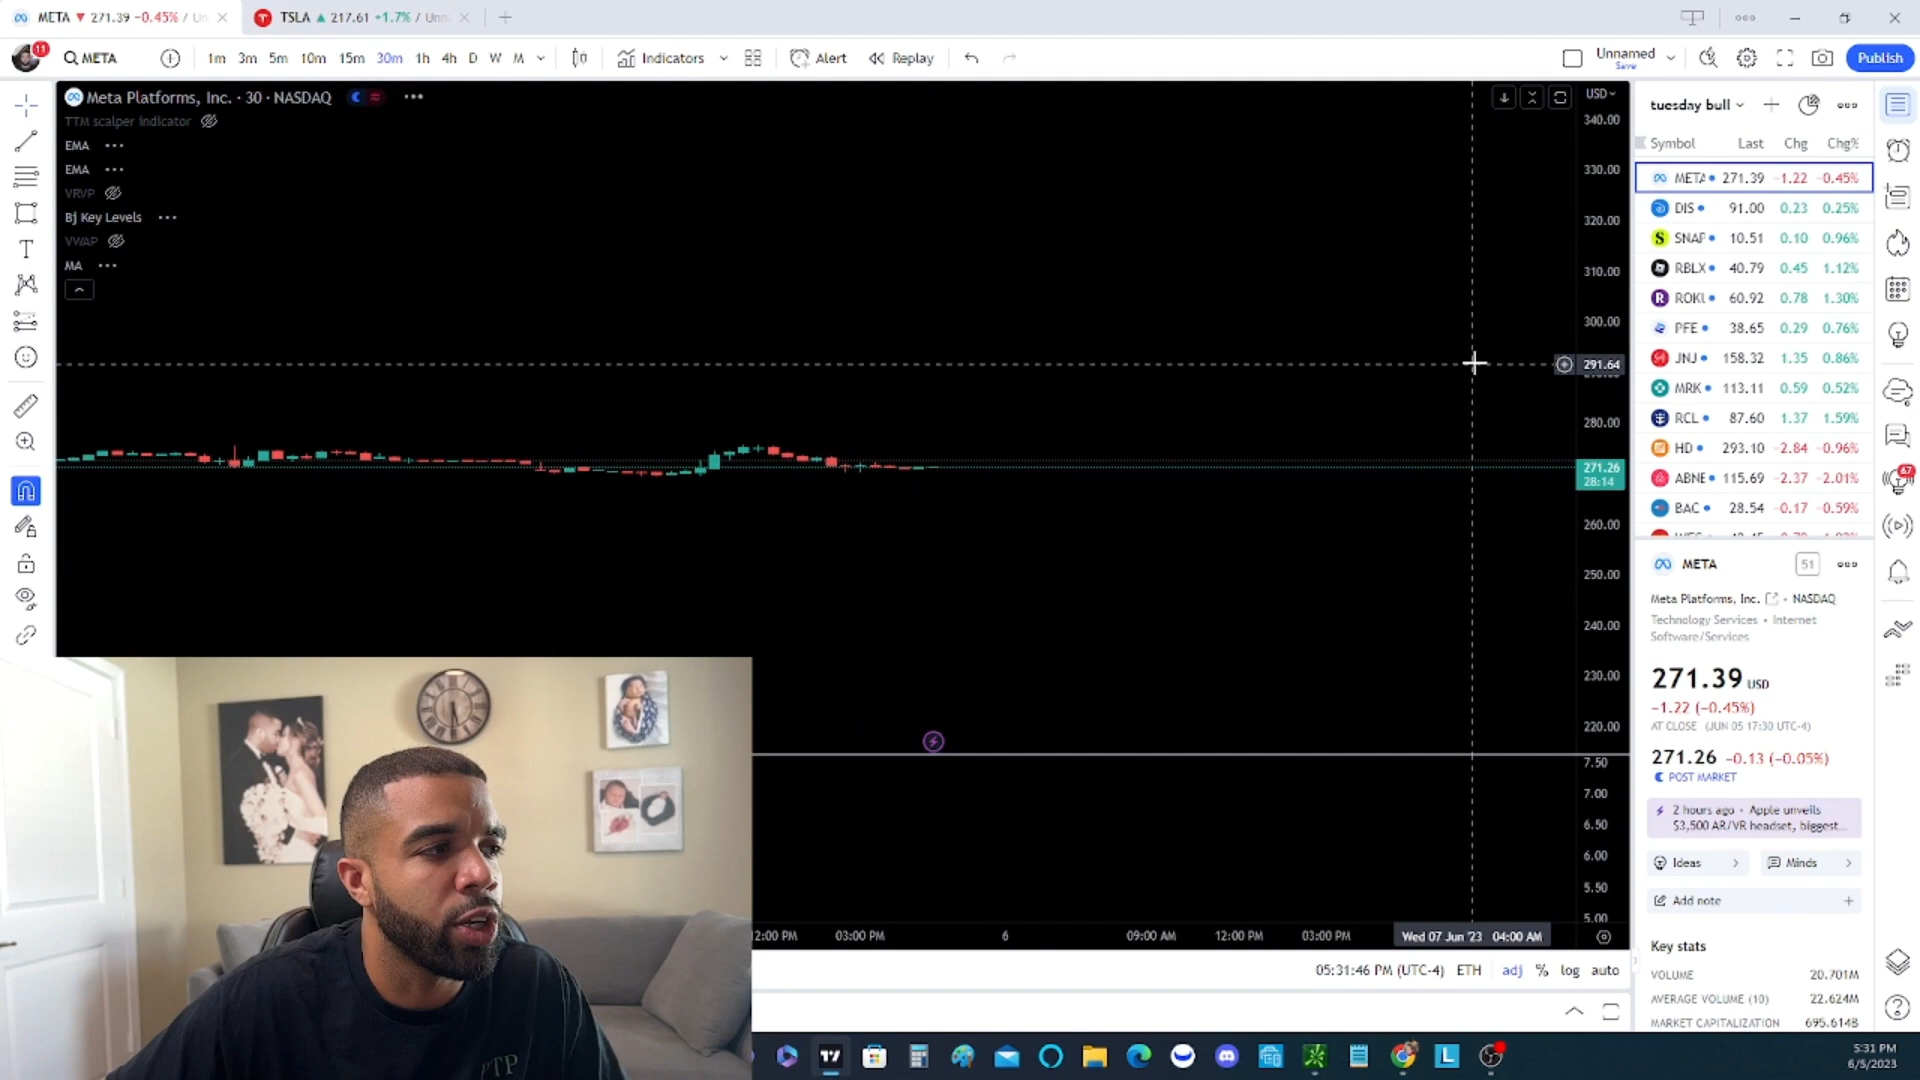 META ▼ 271.39 −0.45% / Un
TSLA ▲ 217.61 +1.7% / Unn
11
META
1m 3m 5m 10m 15m 30m 1h 4h D W M
Indicators
Alert
Replay
Unnamed
Save
Publish
Meta Platforms, Inc. · 30 · NASDAQ
TTM scalper indicator
EMA
EMA
VRVP
Bj Key Levels
VWAP
MA
USD
340.00
330.00
320.00
310.00
300.00
291.64
280.00
271.26
28:14
260.00
250.00
240.00
230.00
220.00
7.50
7.00
6.50
6.00
5.50
5.00
12:00 PM 03:00 PM 6 09:00 AM 12:00 PM 03:00 PM Wed 07 Jun '23 04:00 AM
05:31:46 PM (UTC-4) ETH adj % log auto
tuesday bull
Symbol Last Chg Chg%
META 271.39 −1.22 −0.45%
DIS 91.00 0.23 0.25%
SNAP 10.51 0.10 0.96%
RBLX 40.79 0.45 1.12%
ROKU 60.92 0.78 1.30%
PFE 38.65 0.29 0.76%
JNJ 158.32 1.35 0.86%
MRK 113.11 0.59 0.52%
RCL 87.60 1.37 1.59%
HD 293.10 −2.84 −0.96%
ABNB 115.69 −2.37 −2.01%
BAC 28.54 −0.17 −0.59%
67
META
51
Meta Platforms, Inc. • NASDAQ
Technology Services • Internet
Software/Services
271.39 USD
−1.22 (−0.45%)
AT CLOSE (JUN 05 17:30 UTC-4)
271.26 −0.13 (−0.05%)
POST MARKET
2 hours ago • Apple unveils
$3,500 AR/VR headset, biggest...
Ideas
Minds
Add note
Key stats
VOLUME 20.701M
AVERAGE VOLUME (10) 22.624M
MARKET CAPITALIZATION 695.614B
PTP
5:31 PM
6/5/2023